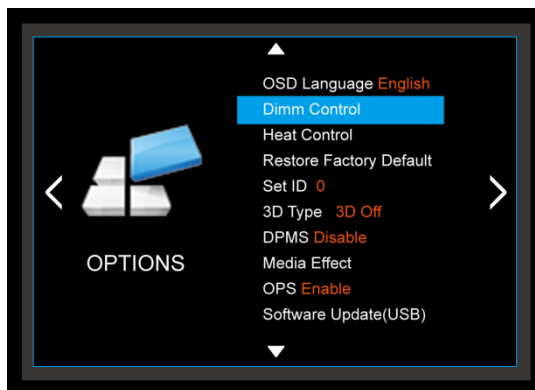 OSD Language English
Dimm Control
Heat Control
Restore Factory Default
Set ID 0
3D Type 3D Off
DPMS Disable
OPTIONS
Media Effect
OPS Enable
Software Update(USB)